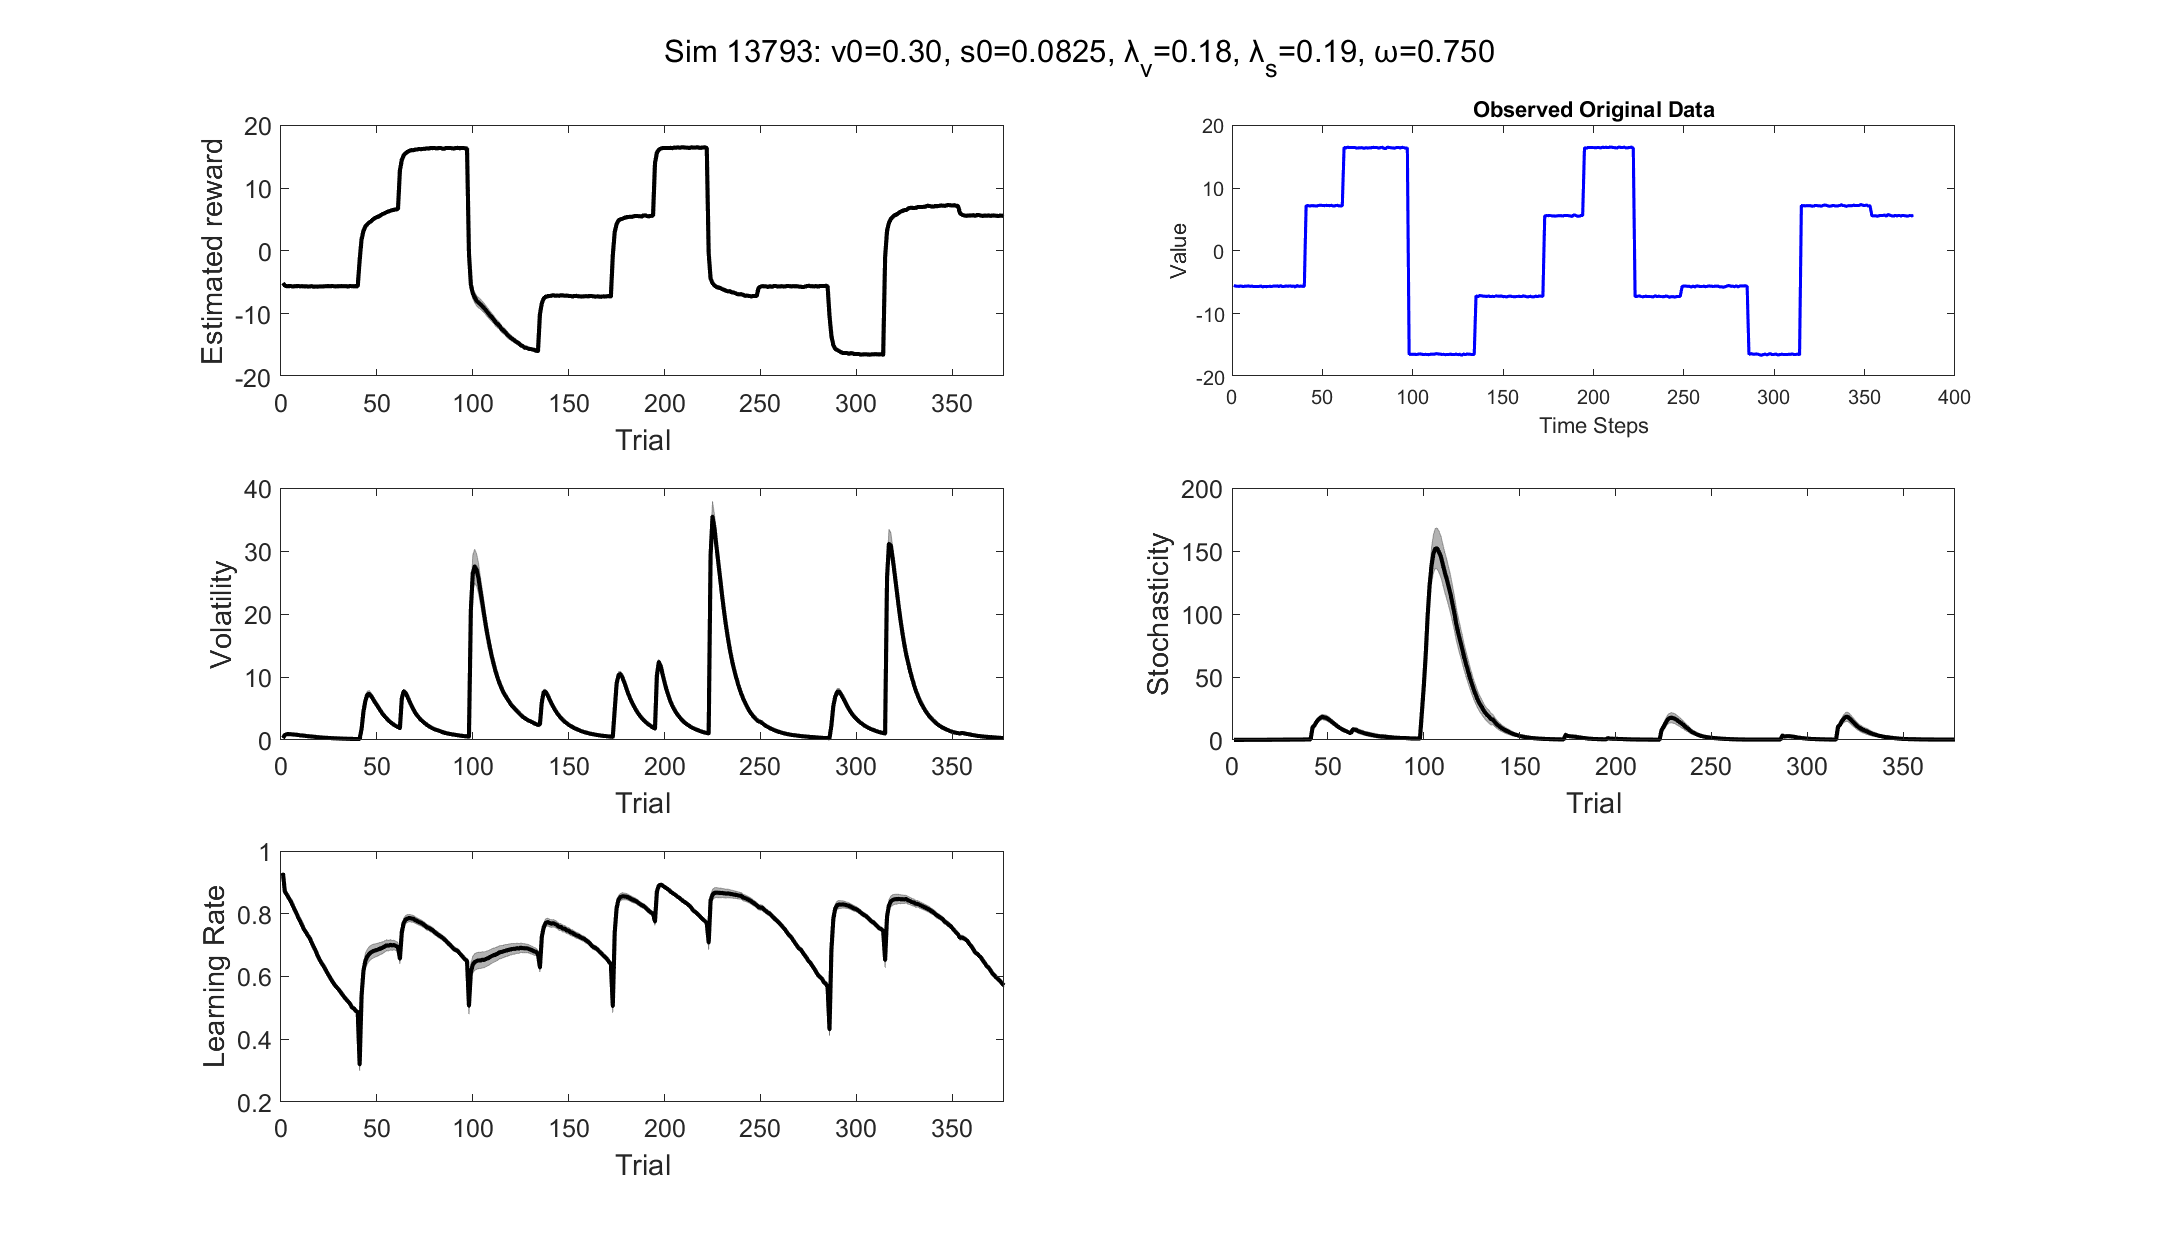 Sim 13793: v0=0.30, s0=0.0825, λv=0.18, λs=0.19, ω=0.750
Estimated reward
20
10
0
-10
-20
0 50 100 150 200 250 300 350
Trial
Observed Original Data
Value
20
10
0
-10
-20
0 50 100 150 200 250 300 350 400
Time Steps
Volatility
40
30
20
10
0
0 50 100 150 200 250 300 350
Trial
Stochasticity
200
150
100
50
0
0 50 100 150 200 250 300 350
Trial
Learning Rate
1
0.8
0.6
0.4
0.2
0 50 100 150 200 250 300 350
Trial